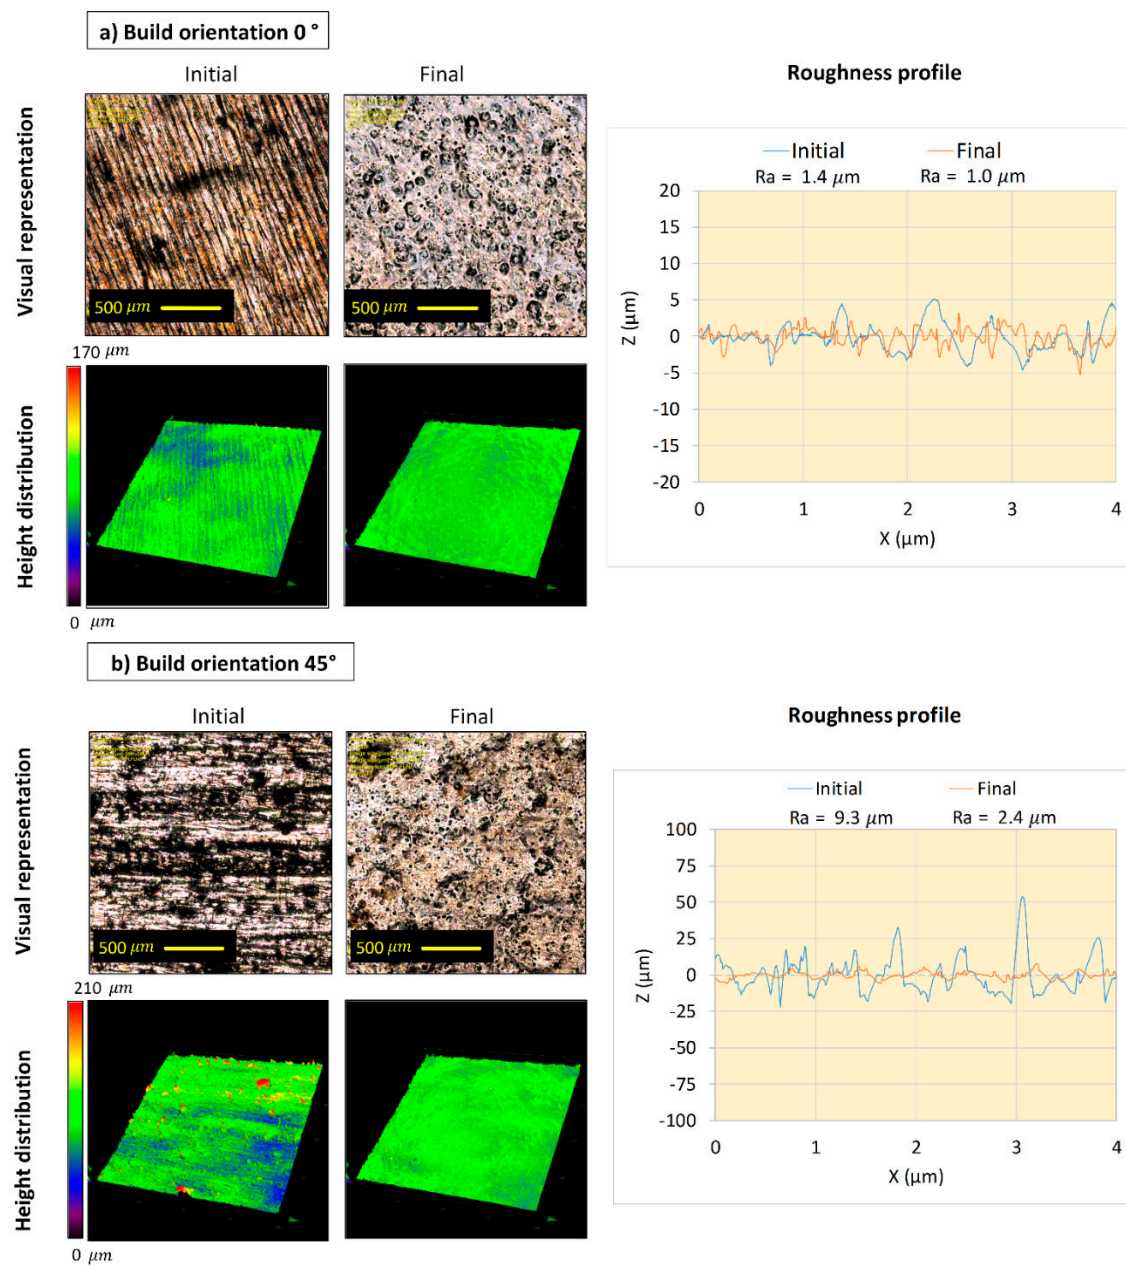 a) Build orientation 0 °
Initial
Final
Visual representation
500 μm
500 μm
170 μm
Height distribution
0 μm
Roughness profile
Initial
Final
Ra = 1.4 μm
Ra = 1.0 μm
20
15
10
5
0
-5
-10
-15
-20
Z (μm)
0 1 2 3 4
X (μm)
b) Build orientation 45°
Initial
Final
Visual representation
500 μm
500 μm
210 μm
Height distribution
0 μm
Roughness profile
Initial
Final
Ra = 9.3 μm
Ra = 2.4 μm
100
75
50
25
0
-25
-50
-75
-100
Z (μm)
0 1 2 3 4
X (μm)